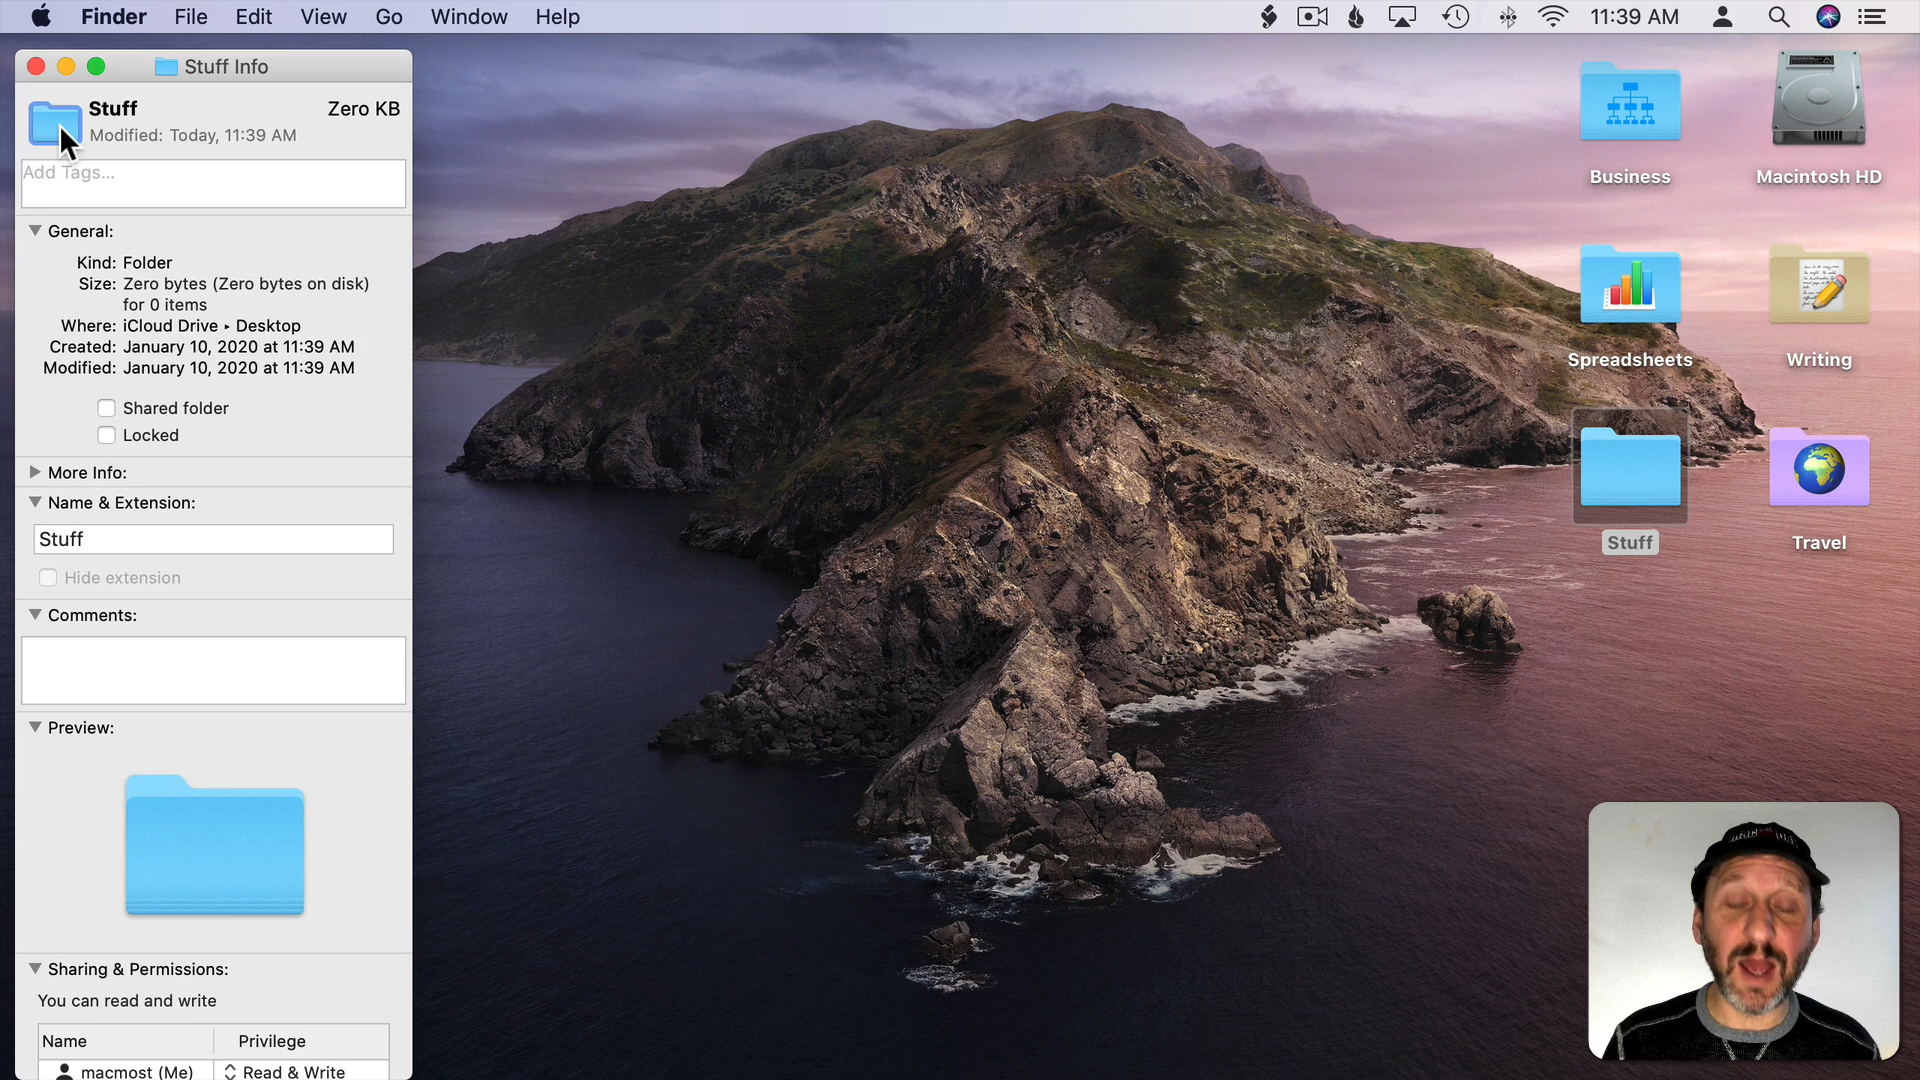 Finder File Edit View Go Window Help 11:39 AM
Stuff Info
Stuff Zero KB
Modified: Today, 11:39 AM
Add Tags...
General:
Kind: Folder
Size: Zero bytes (Zero bytes on disk)
for 0 items
Where: iCloud Drive ▸ Desktop
Created: January 10, 2020 at 11:39 AM
Modified: January 10, 2020 at 11:39 AM
Shared folder
Locked
More Info:
Name & Extension:
Stuff
Hide extension
Comments:
Preview:
Sharing & Permissions:
You can read and write
Name Privilege
macmost (Me) Read & Write
Business
Macintosh HD
Spreadsheets
Writing
Stuff
Travel